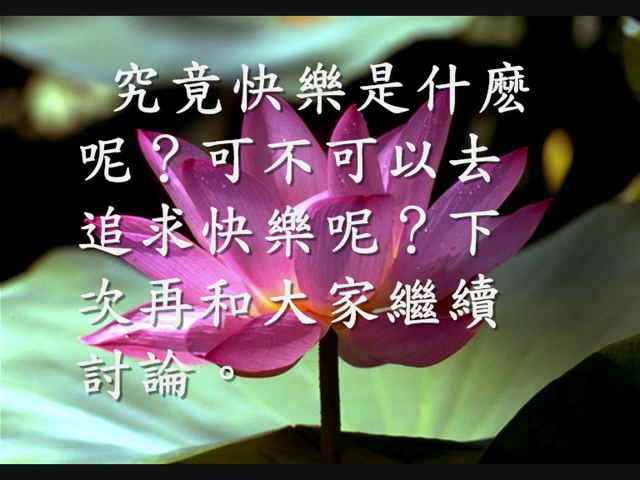 究竟快樂是什麽
呢？可不可以去
追求快樂呢？下
次再和大家繼續
討論。